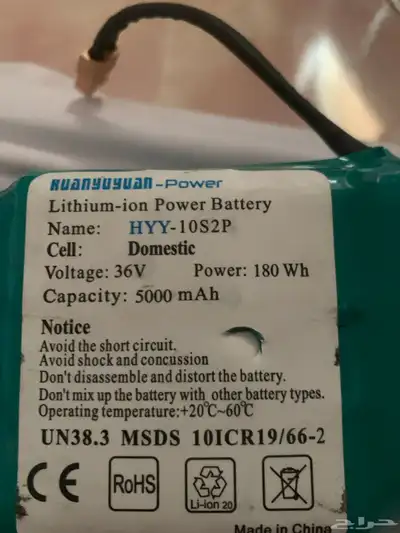 HUANYUYUAN-Power
Lithium-ion Power Battery
Name: HYY-10S2P
Cell: Domestic
Voltage: 36V Power: 180 Wh
Capacity: 5000 mAh
Notice
Avoid the short circuit.
Avoid shock and concussion
Don't disassemble and distort the battery.
Don't mix up the battery with other battery types.
Operating temperature:+20℃~60℃
UN38.3 MSDS 10ICR19/66-2
CE RoHS Li-ion 20
Made in China
حراج